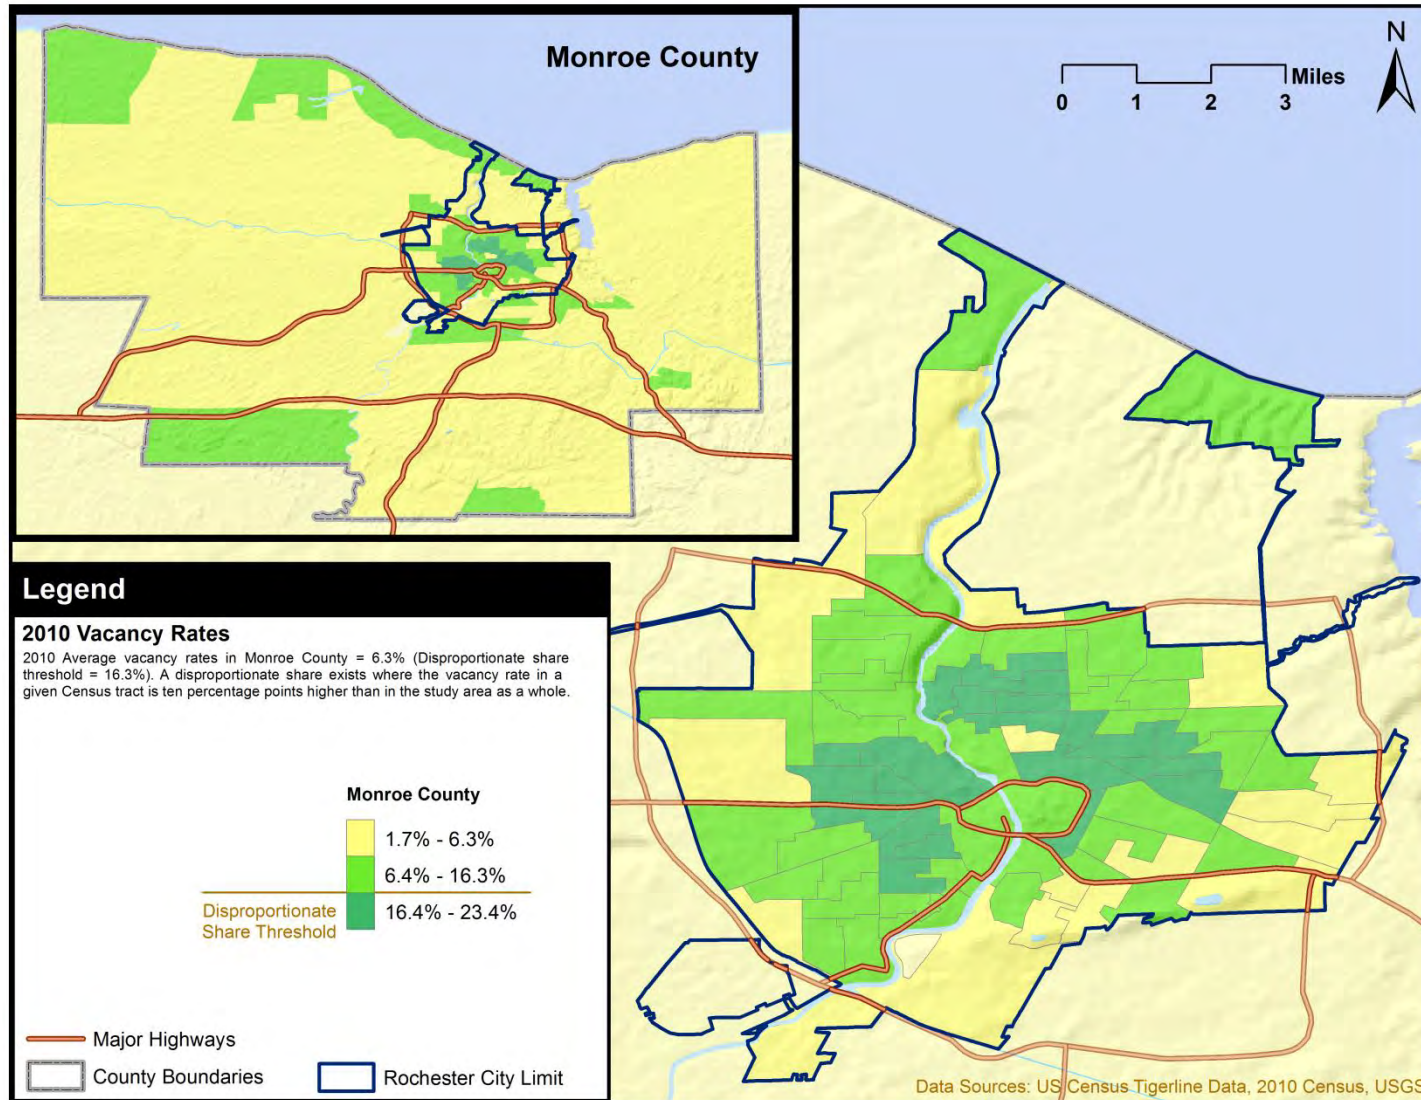 Monroe County
N
Miles
0 1 2 3
Legend
2010 Vacancy Rates
2010 Average vacancy rates in Monroe County = 6.3% (Disproportionate share
threshold = 16.3%). A disproportionate share exists where the vacancy rate in a
given Census tract is ten percentage points higher than in the study area as a whole.
Monroe County
1.7% - 6.3%
6.4% - 16.3%
16.4% - 23.4%
Disproportionate
Share Threshold
Major Highways
County Boundaries
Rochester City Limit
Data Sources: US Census Tigerline Data, 2010 Census, USGS